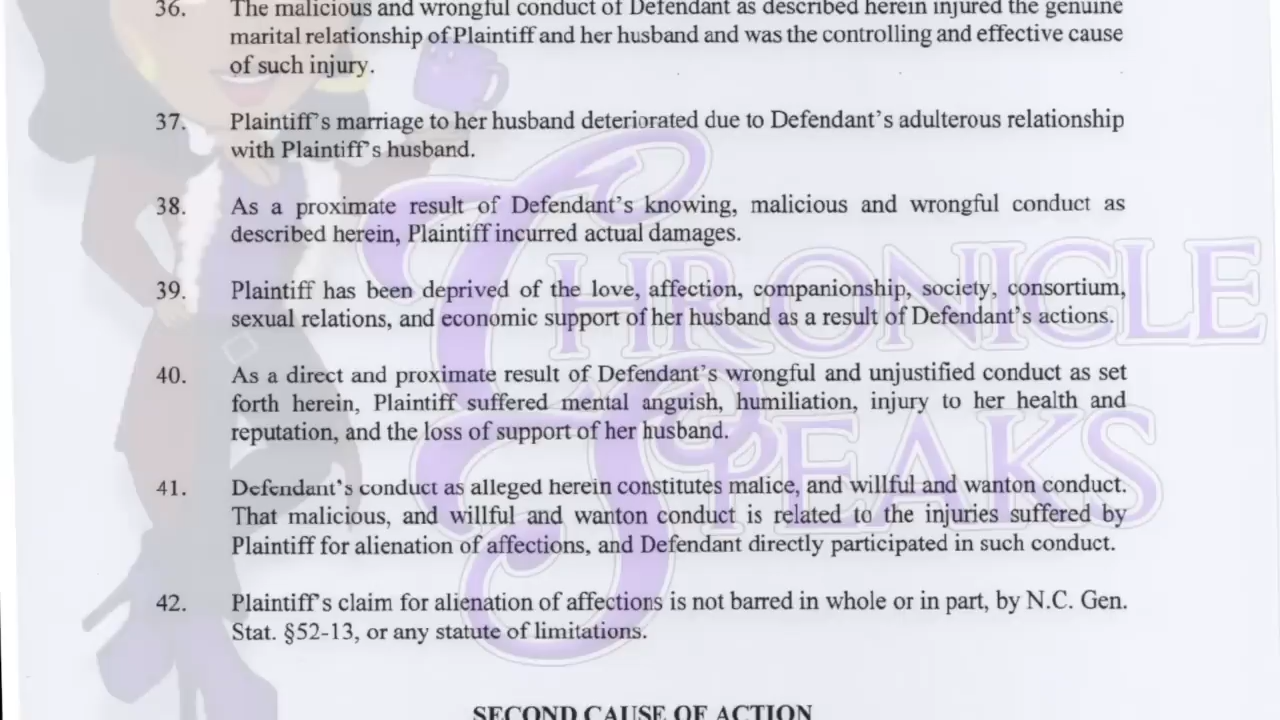 36. The malicious and wrongful conduct of Defendant as described herein injured the genuine
marital relationship of Plaintiff and her husband and was the controlling and effective cause
of such injury.
37. Plaintiff's marriage to her husband deteriorated due to Defendant's adulterous relationship
with Plaintiff's husband.
38. As a proximate result of Defendant's knowing, malicious and wrongful conduct as
described herein, Plaintiff incurred actual damages.
39. Plaintiff has been deprived of the love, affection, companionship, society, consortium,
sexual relations, and economic support of her husband as a result of Defendant's actions.
40. As a direct and proximate result of Defendant's wrongful and unjustified conduct as set
forth herein, Plaintiff suffered mental anguish, humiliation, injury to her health and
reputation, and the loss of support of her husband.
41. Defendant's conduct as alleged herein constitutes malice, and willful and wanton conduct.
That malicious, and willful and wanton conduct is related to the injuries suffered by
Plaintiff for alienation of affections, and Defendant directly participated in such conduct.
42. Plaintiff's claim for alienation of affections is not barred in whole or in part, by N.C. Gen.
Stat. §52-13, or any statute of limitations.
SECOND CAUSE OF ACTION
CHRONICLE
SPEAKS